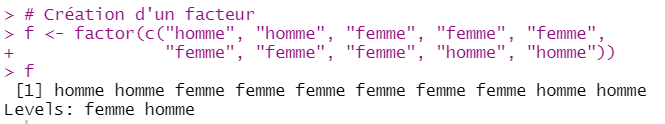 > # Création d'un facteur
> f <- factor(c("homme", "homme", "femme", "femme", "femme",
+               "femme", "femme", "femme", "homme", "homme"))
> f
 [1] homme homme femme femme femme femme femme femme homme homme
Levels: femme homme